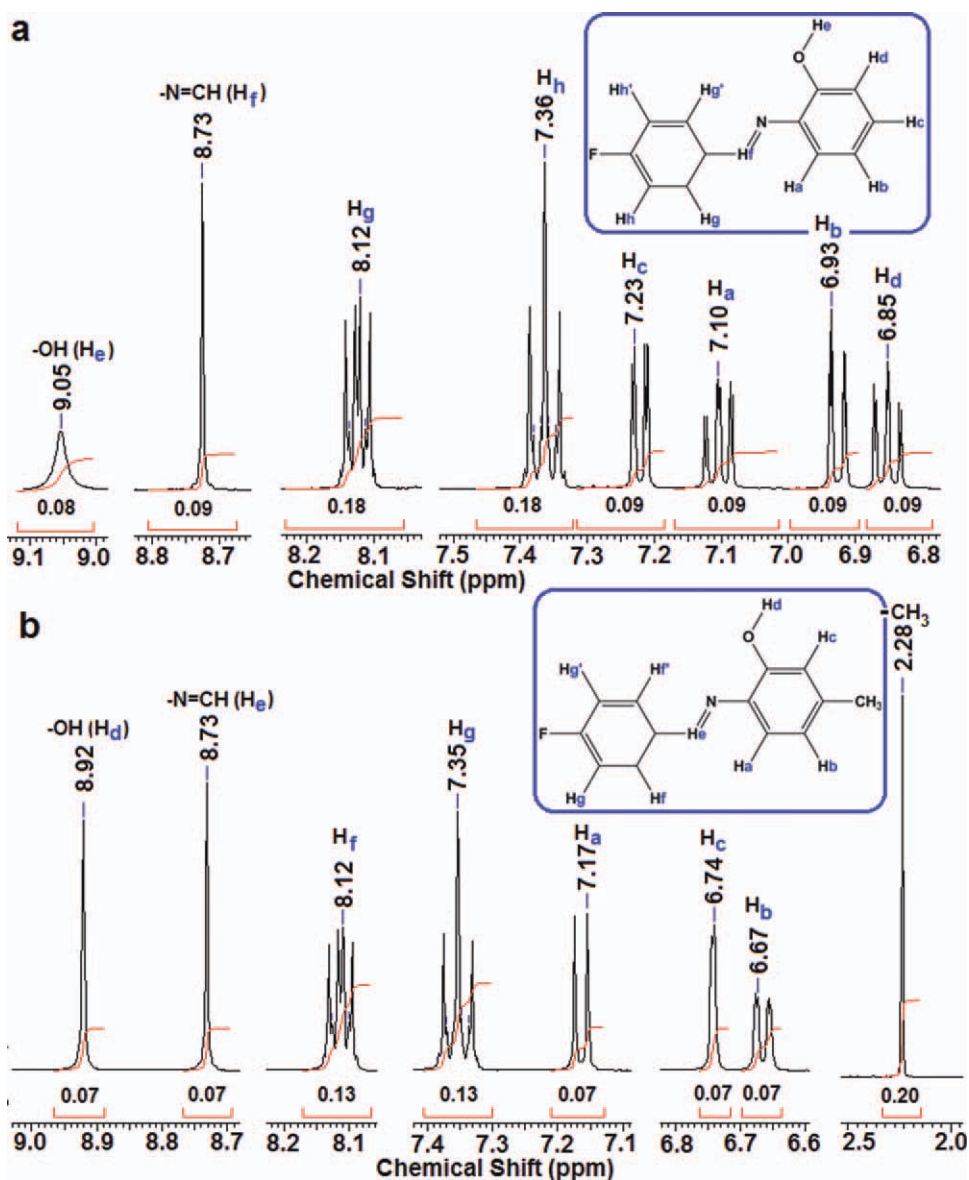 a
-OH (He)
9.05
-N=CH (Hf)
8.73
Hg
8.12
Hh
7.36
Hc
7.23
Ha
7.10
Hb
6.93
Hd
6.85
He
O
Hd
Hh'
Hg'
N
Hc
F
Hf
Ha
Hb
Hh
Hg
0.08
0.09
0.18
0.18
0.09
0.09
0.09
0.09
9.1 9.0 8.8 8.7 8.2 8.1 7.5 7.4 7.3 7.2 7.1 7.0 6.9 6.8
Chemical Shift (ppm)
b
-OH (Hd)
8.92
-N=CH (He)
8.73
Hf
8.12
Hg
7.35
Ha
7.17
Hc
6.74
Hb
6.67
-CH3
2.28
Hd
O
Hc
Hg'
Hf'
N
CH3
F
He
Ha
Hb
Hg
Hf
0.07
0.07
0.13
0.13
0.07
0.07
0.07
0.20
9.0 8.9 8.8 8.7 8.2 8.1 7.4 7.3 7.2 7.1 6.8 6.7 6.6 2.5 2.0
Chemical Shift (ppm)